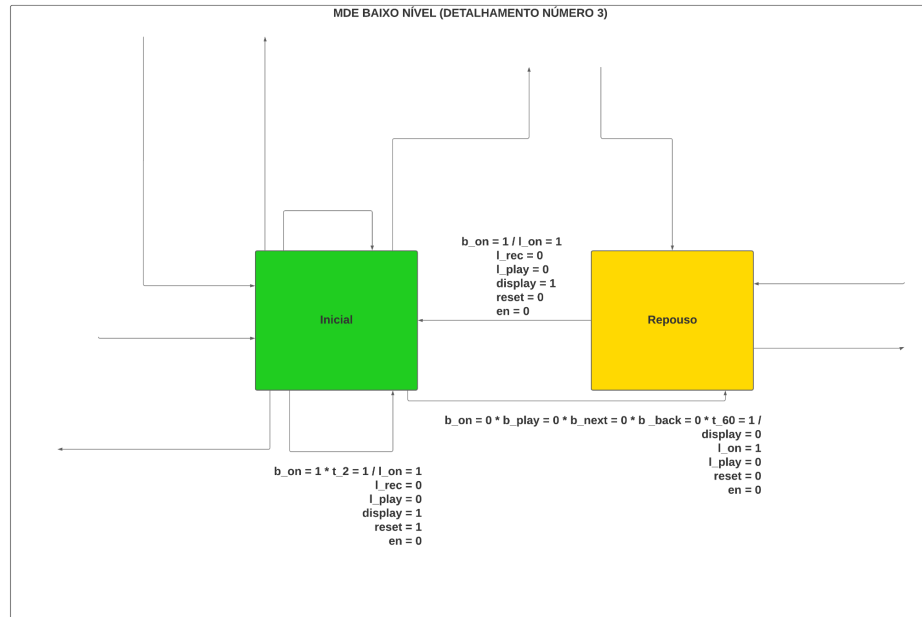 MDE BAIXO NÍVEL (DETALHAMENTO NÚMERO 3)
b_on = 1 / l_on = 1
l_rec = 0
l_play = 0
display = 1
reset = 0
en = 0
Inicial
Repouso
b_on = 0 * b_play = 0 * b_next = 0 * b _back = 0 * t_60 = 1 /
display = 0
l_on = 1
l_play = 0
reset = 0
en = 0
b_on = 1 * t_2 = 1 / l_on = 1
l_rec = 0
l_play = 0
display = 1
reset = 1
en = 0